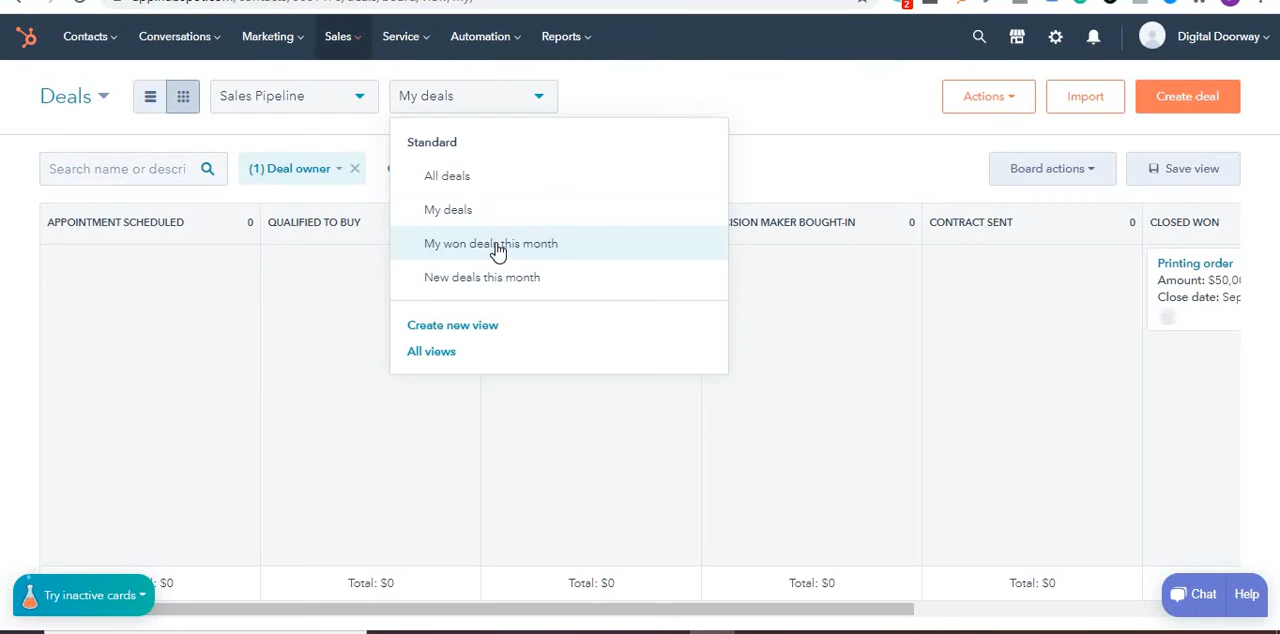 2
Contacts Conversations Marketing Sales Service Automation Reports Digital Doorway
Deals Sales Pipeline My deals Actions Import Create deal
Search name or descri (1) Deal owner Board actions Save view
Standard
All deals
My deals
My won deals this month
New deals this month
Create new view
All views
APPOINTMENT SCHEDULED 0 QUALIFIED TO BUY BOUGHT-IN 0 CONTRACT SENT 0 CLOSED WON
Printing order
Amount: $50,0
Close date: Sep
$0 Total: $0 Total: $0 Total: $0 Total: $0
Try inactive cards
Chat Help